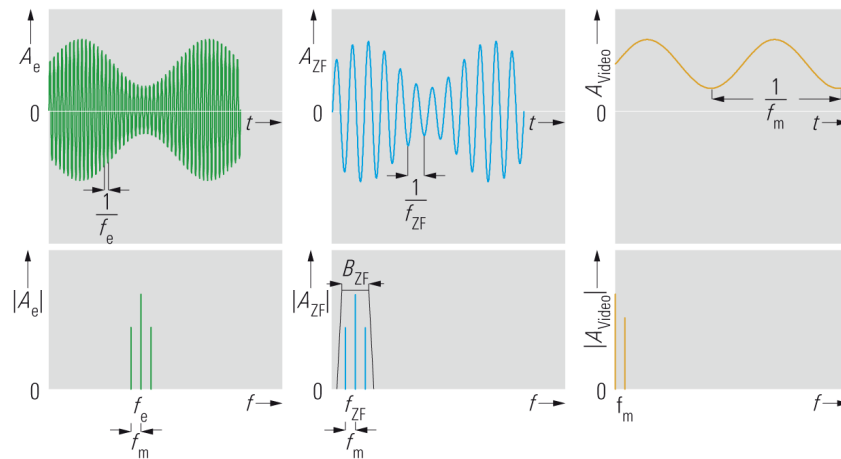 A_e
0
t
1
f_e
A_ZF
0
t
1
f_ZF
A_Video
0
1
f_m
t
|A_e|
0
f_e
f
f_m
B_ZF
|A_ZF|
0
f_ZF
f
f_m
|A_Video|
0
f_m
f